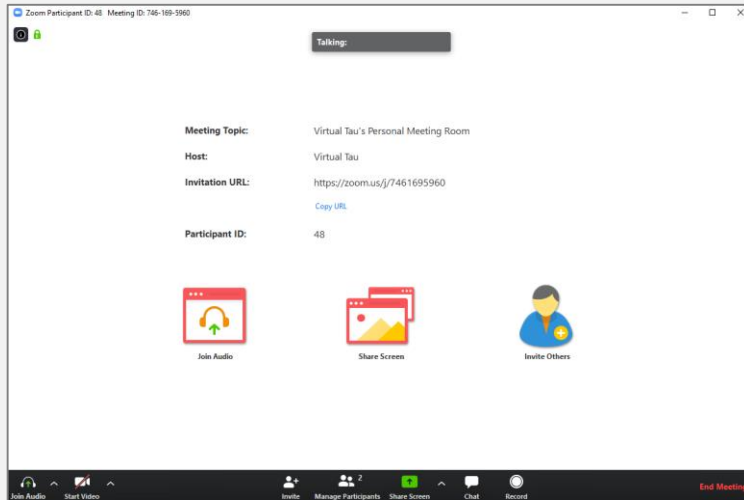 Zoom Participant ID: 48 Meeting ID: 746-169-5960
Talking:
Meeting Topic: Virtual Tau's Personal Meeting Room
Host: Virtual Tau
Invitation URL: https://zoom.us/j/7461695960
Copy URL
Participant ID: 48
Join Audio Share Screen Invite Others
2
Join Audio Start Video Invite Manage Participants Share Screen Chat Record End Meeting